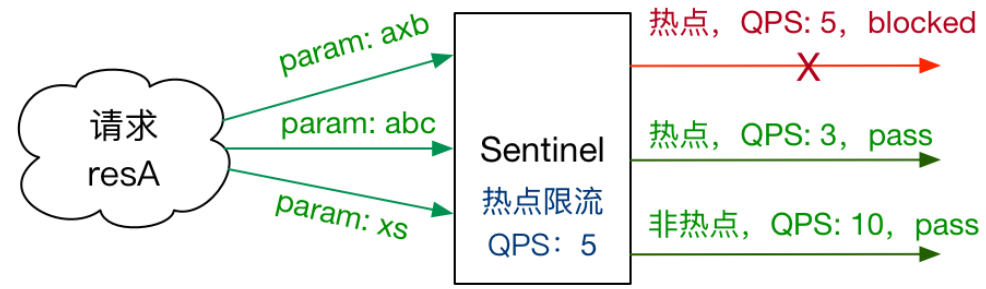 请求
resA
param: axb
param: abc
param: xs
Sentinel
热点限流
QPS：5
热点，QPS: 5，blocked
X
热点，QPS: 3，pass
非热点，QPS: 10，pass